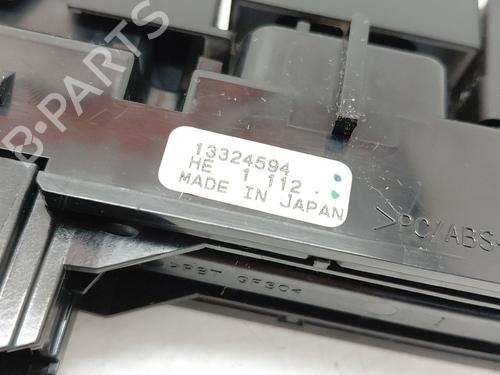 B-PARTS
13324594
HE 1 112
MADE IN JAPAN
>PC/ABS